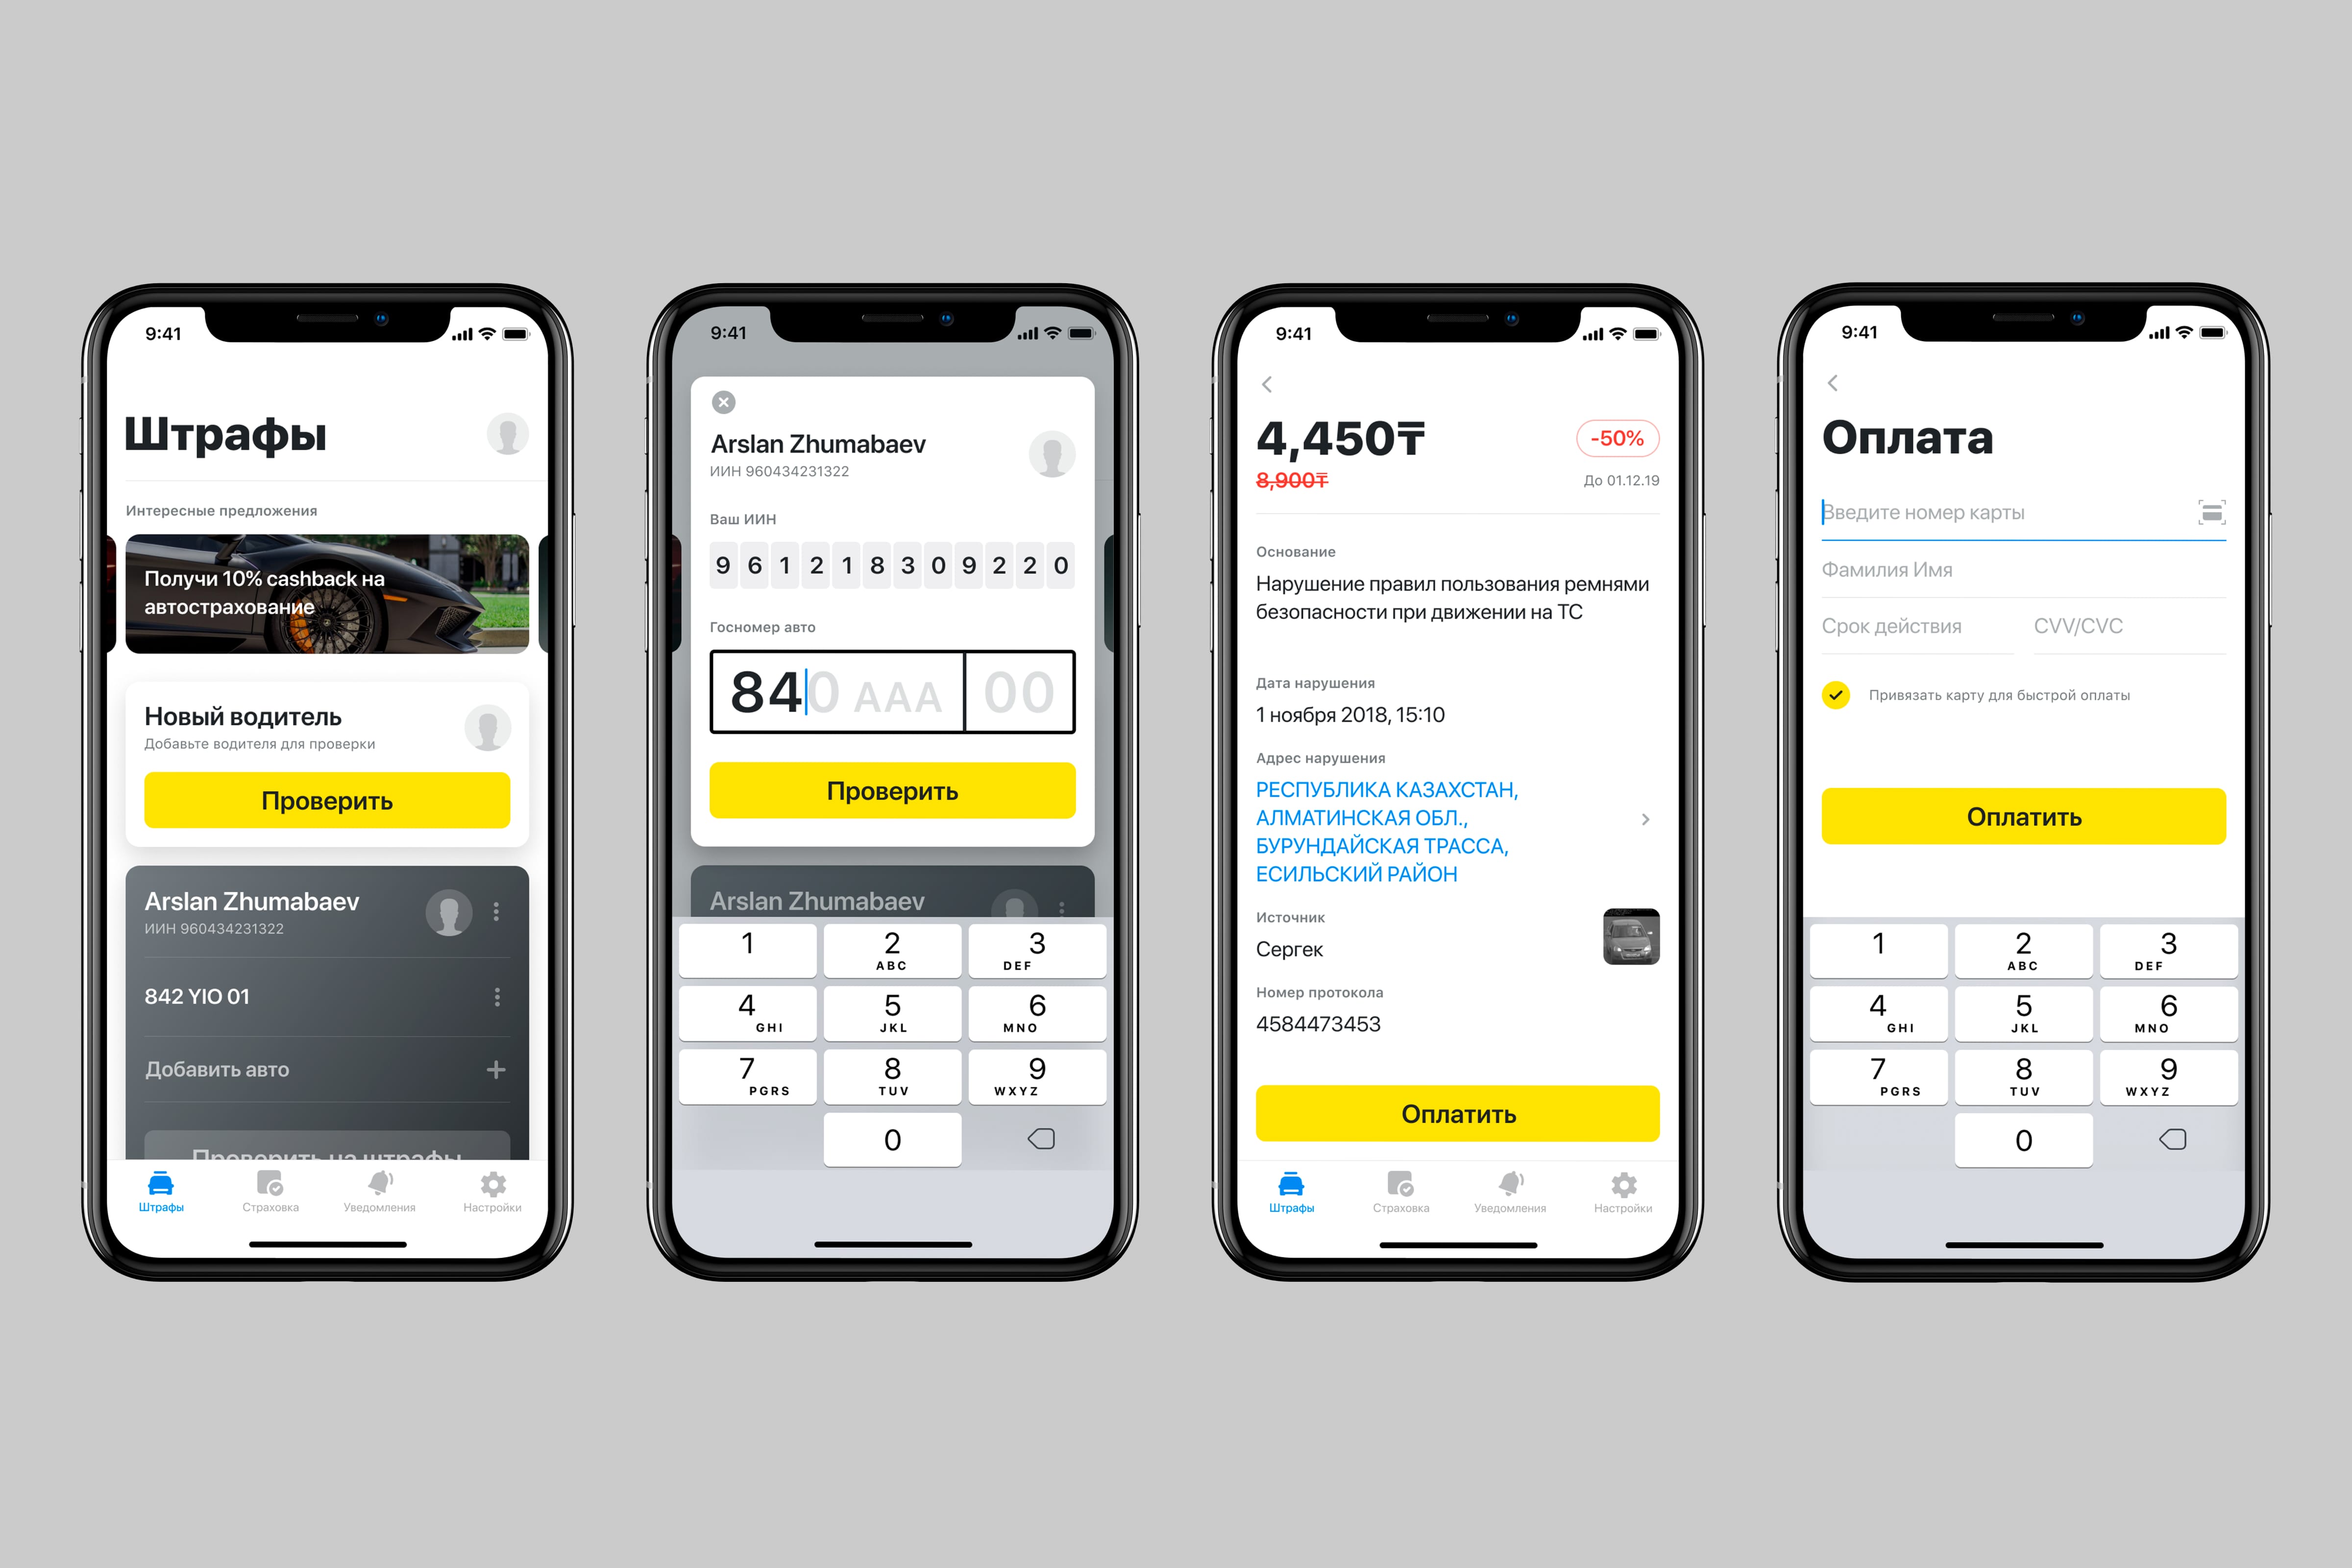 9:41
Штрафы
Интересные предложения
Получи 10% cashback на
автострахование
Новый водитель
Добавьте водителя для проверки
Проверить
Arslan Zhumabaev
ИИН 960434231322
842 YIO 01
Добавить авто
Проверить на штрафы
Штрафы
Страховка
Уведомления
Настройки
9:41
Arslan Zhumabaev
ИИН 960434231322
Ваш ИИН
9 6 1 2 1 8 3 0 9 2 2 0
Госномер авто
840 AAA 00
Проверить
Arslan Zhumabaev
1
2 ABC
3 DEF
4 GHI
5 JKL
6 MNO
7 PGRS
8 TUV
9 WXYZ
0
9:41
4,450₸
-50%
8,900₸
До 01.12.19
Основание
Нарушение правил пользования ремнями
безопасности при движении на ТС
Дата нарушения
1 ноября 2018, 15:10
Адрес нарушения
РЕСПУБЛИКА КАЗАХСТАН,
АЛМАТИНСКАЯ ОБЛ.,
БУРУНДАЙСКАЯ ТРАССА,
ЕСИЛЬСКИЙ РАЙОН
Источник
Сергек
Номер протокола
4584473453
Оплатить
Штрафы
Страховка
Уведомления
Настройки
9:41
Оплата
Введите номер карты
Фамилия Имя
Срок действия
CVV/CVC
Привязать карту для быстрой оплаты
Оплатить
1
2 ABC
3 DEF
4 GHI
5 JKL
6 MNO
7 PGRS
8 TUV
9 WXYZ
0